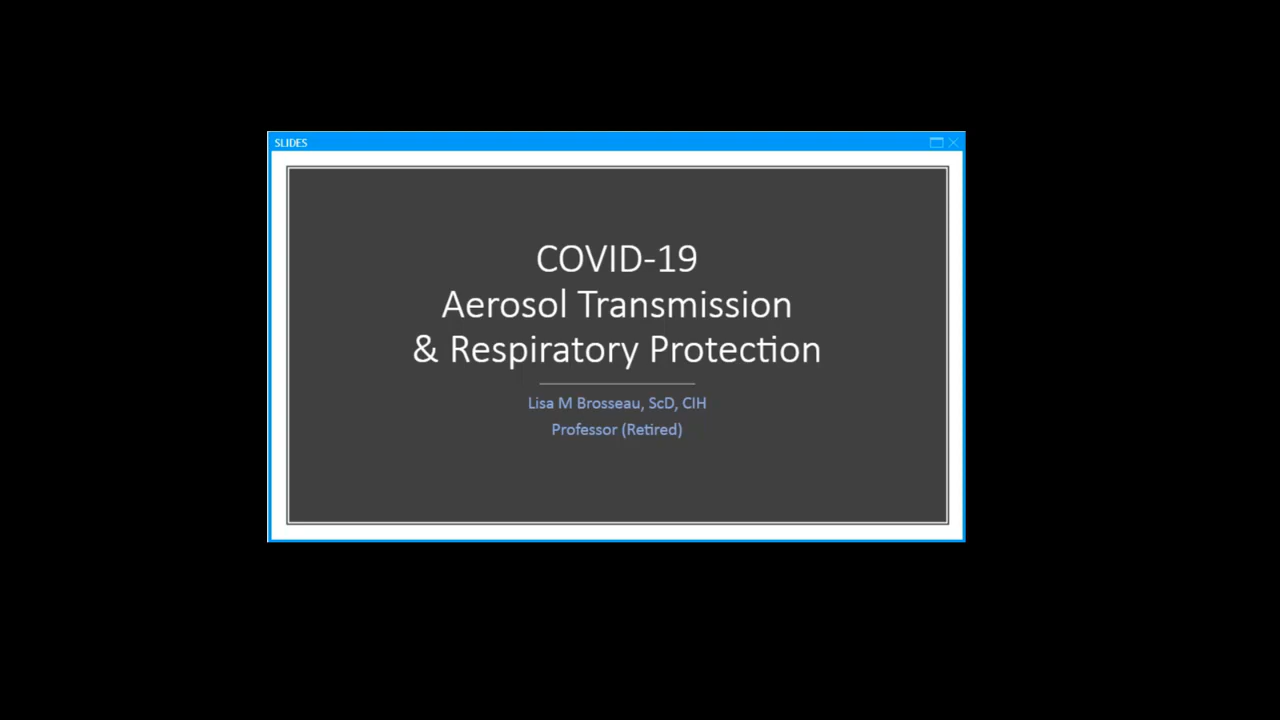 SLIDES
COVID-19
Aerosol Transmission
& Respiratory Protection
Lisa M Brosseau, ScD, CIH
Professor (Retired)